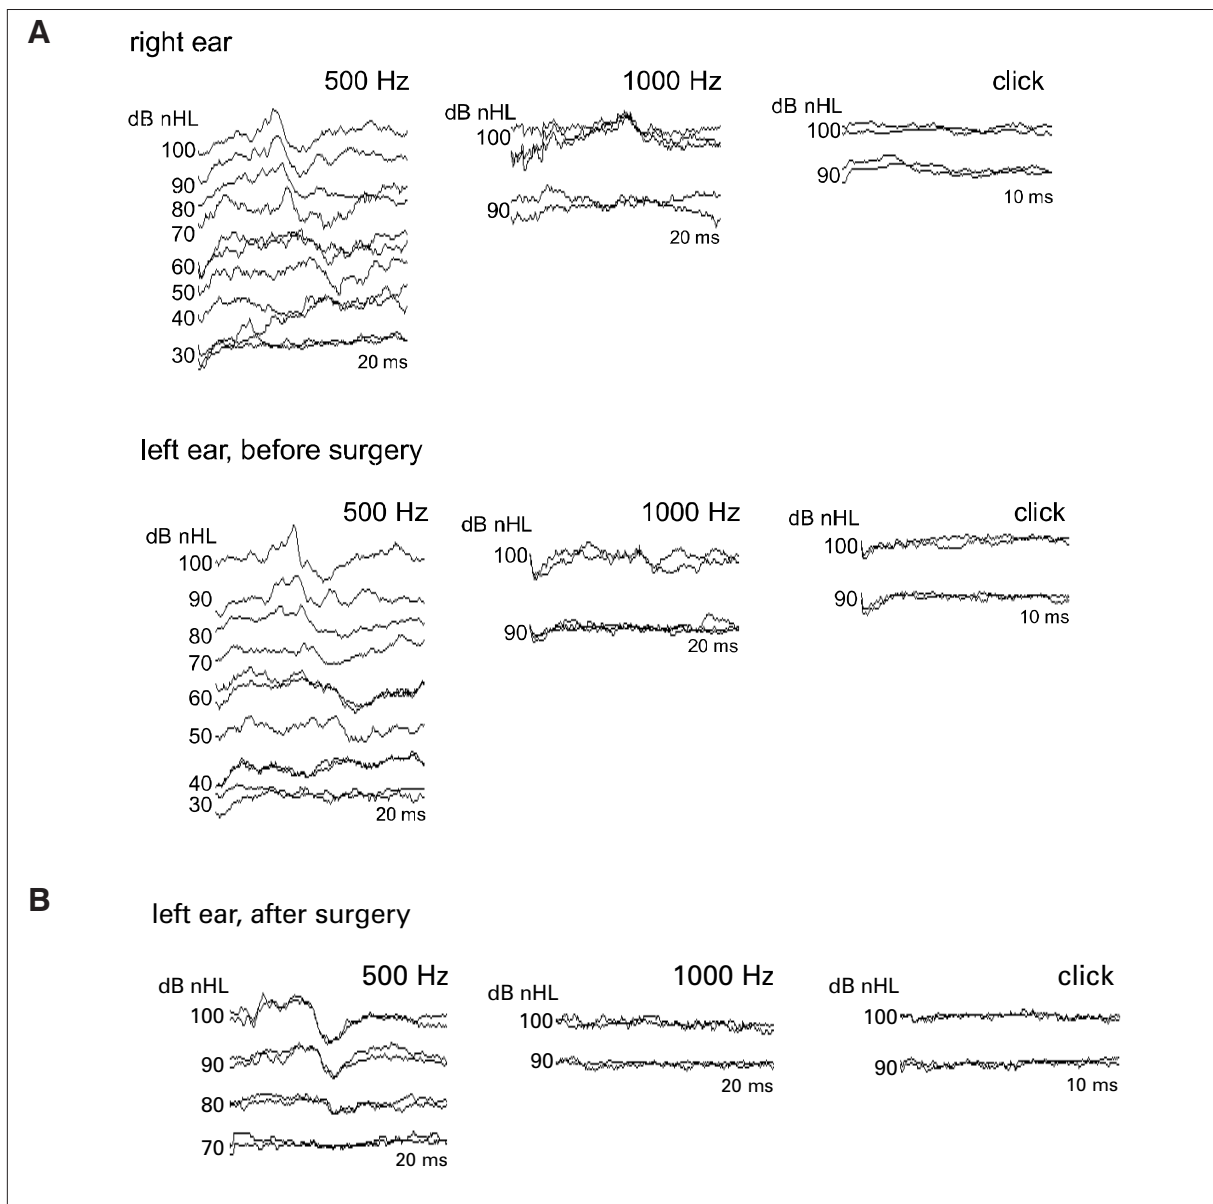 A
right ear
500 Hz 1000 Hz click
dB nHL dB nHL dB nHL
100 100 100
90 90 90
80
70
60
50
40
30
20 ms 20 ms 10 ms
left ear, before surgery
500 Hz 1000 Hz click
dB nHL dB nHL dB nHL
100 100 100
90 90 90
80
70
60
50
40
30
20 ms 20 ms 10 ms
B
left ear, after surgery
500 Hz 1000 Hz click
dB nHL dB nHL dB nHL
100 100 100
90 90 90
80
70
20 ms 20 ms 10 ms